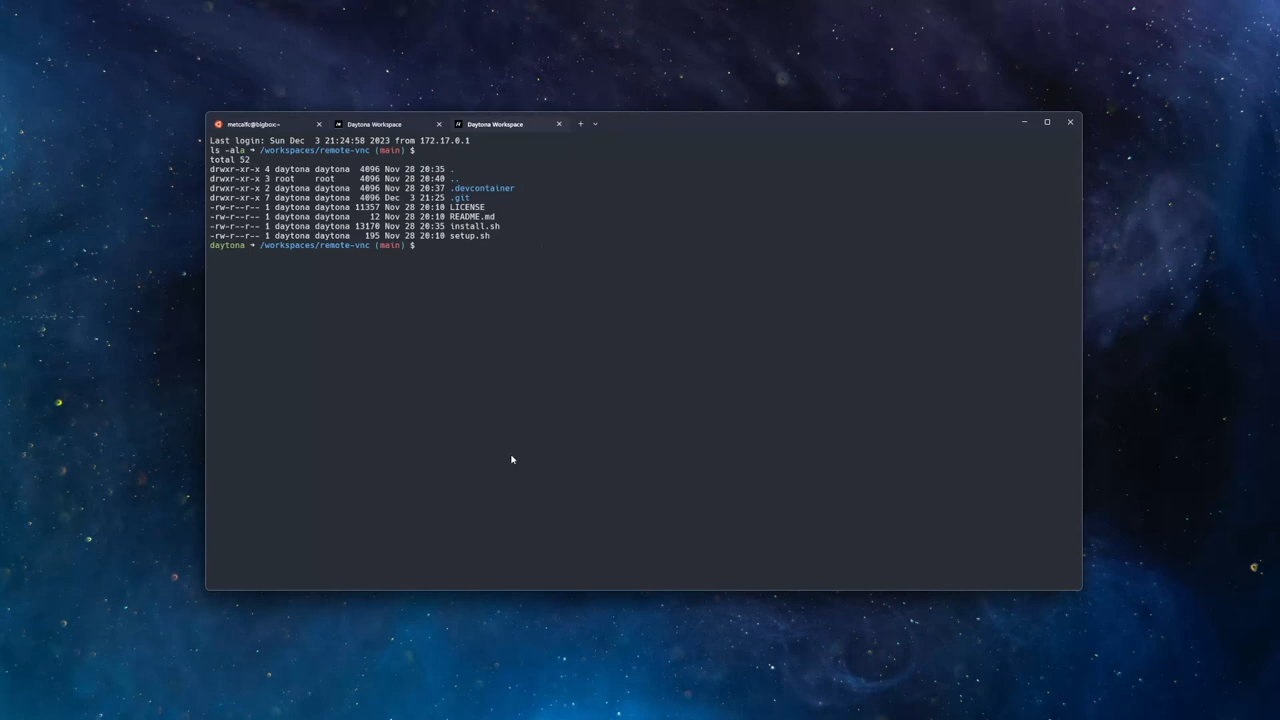 metcalfc@bigbox:~ Daytona Workspace Daytona Workspace
Last login: Sun Dec  3 21:24:58 2023 from 172.17.0.1
ls -ala ➜ /workspaces/remote-vnc (main) $
total 52
drwxr-xr-x 4 daytona daytona  4096 Nov 28 20:35 .
drwxr-xr-x 3 root    root     4096 Nov 28 20:40 ..
drwxr-xr-x 2 daytona daytona  4096 Nov 28 20:37 .devcontainer
drwxr-xr-x 7 daytona daytona  4096 Dec  3 21:25 .git
-rw-r--r-- 1 daytona daytona 11357 Nov 28 20:10 LICENSE
-rw-r--r-- 1 daytona daytona    12 Nov 28 20:10 README.md
-rw-r--r-- 1 daytona daytona 13170 Nov 28 20:35 install.sh
-rw-r--r-- 1 daytona daytona   195 Nov 28 20:10 setup.sh
daytona ➜ /workspaces/remote-vnc (main) $